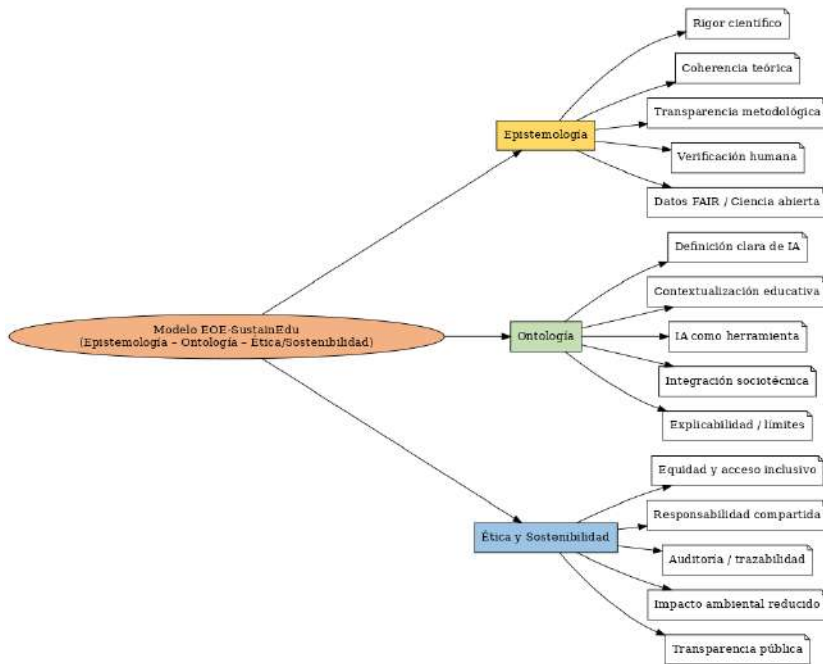 Rigor científico
Coherencia teórica
Transparencia metodológica
Epistemología
Verificación humana
Datos FAIR / Ciencia abierta
Definición clara de IA
Contextualización educativa
Modelo EOE-SustainEdu
(Epistemología – Ontología – Ética/Sostenibilidad)
Ontología
IA como herramienta
Integración sociotécnica
Explicabilidad / límites
Equidad y acceso inclusivo
Responsabilidad compartida
Ética y Sostenibilidad
Auditoría / trazabilidad
Impacto ambiental reducido
Transparencia pública